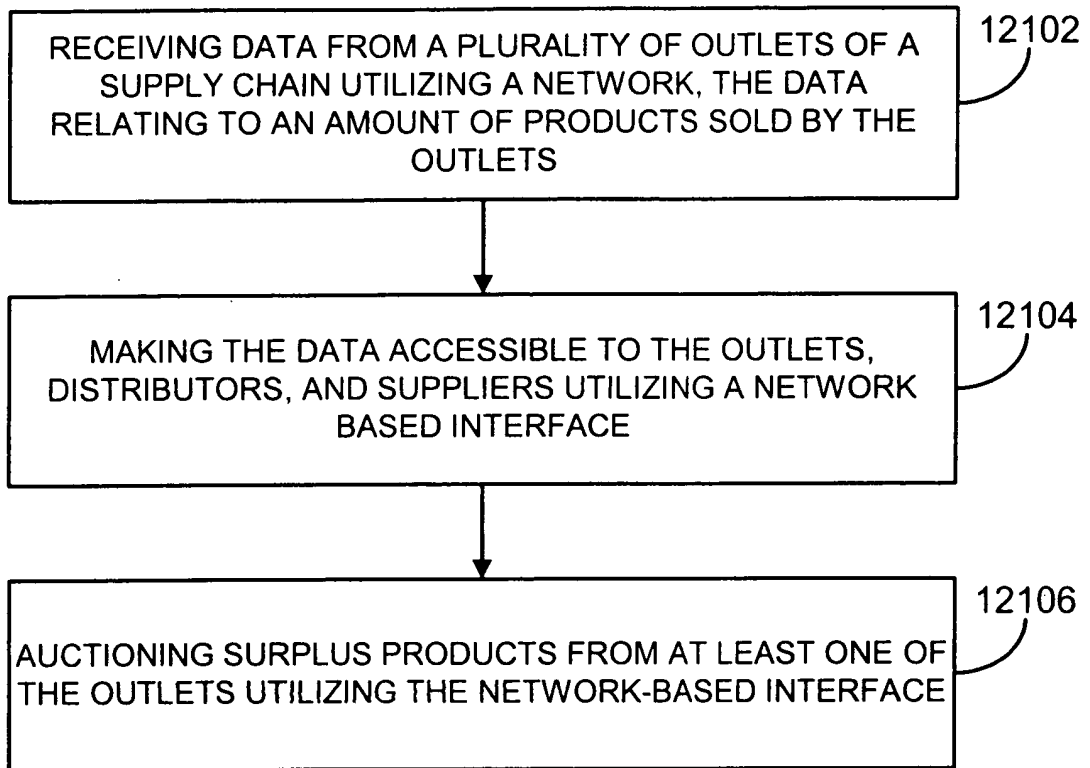 RECEIVING DATA FROM A PLURALITY OF OUTLETS OF A
SUPPLY CHAIN UTILIZING A NETWORK, THE DATA
RELATING TO AN AMOUNT OF PRODUCTS SOLD BY THE
OUTLETS
12102
MAKING THE DATA ACCESSIBLE TO THE OUTLETS,
DISTRIBUTORS, AND SUPPLIERS UTILIZING A NETWORK
BASED INTERFACE
12104
AUCTIONING SURPLUS PRODUCTS FROM AT LEAST ONE OF
THE OUTLETS UTILIZING THE NETWORK-BASED INTERFACE
12106